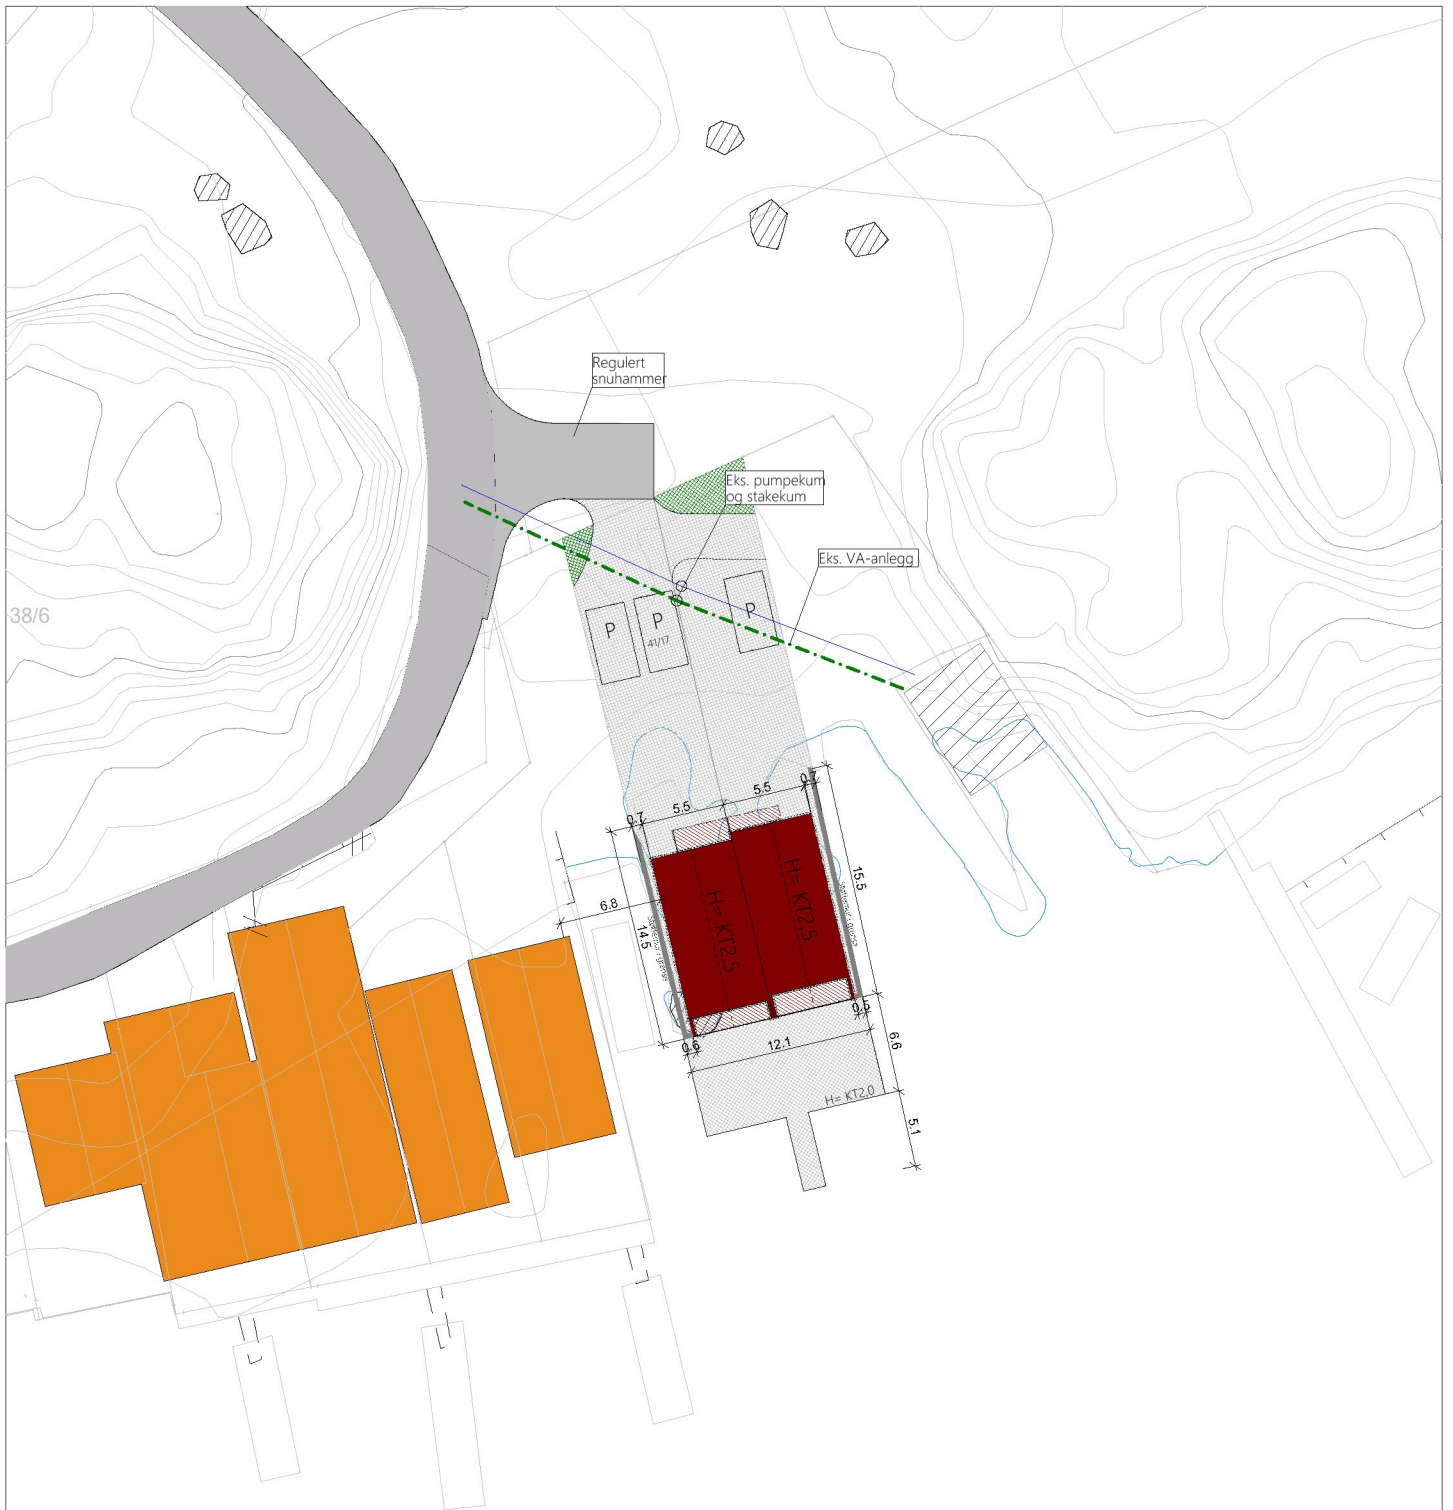 Regulert
snuhammer
Eks. pumpekum
og stakekum
Eks. VA-anlegg
38/6
P
P
41/17
P
0.7
5.5
5.5
0.7
6.8
14.5
H= KT2,5
H= KT2,5
15.5
0.6
12.1
0.5
6.6
H= KT2,0
5.1